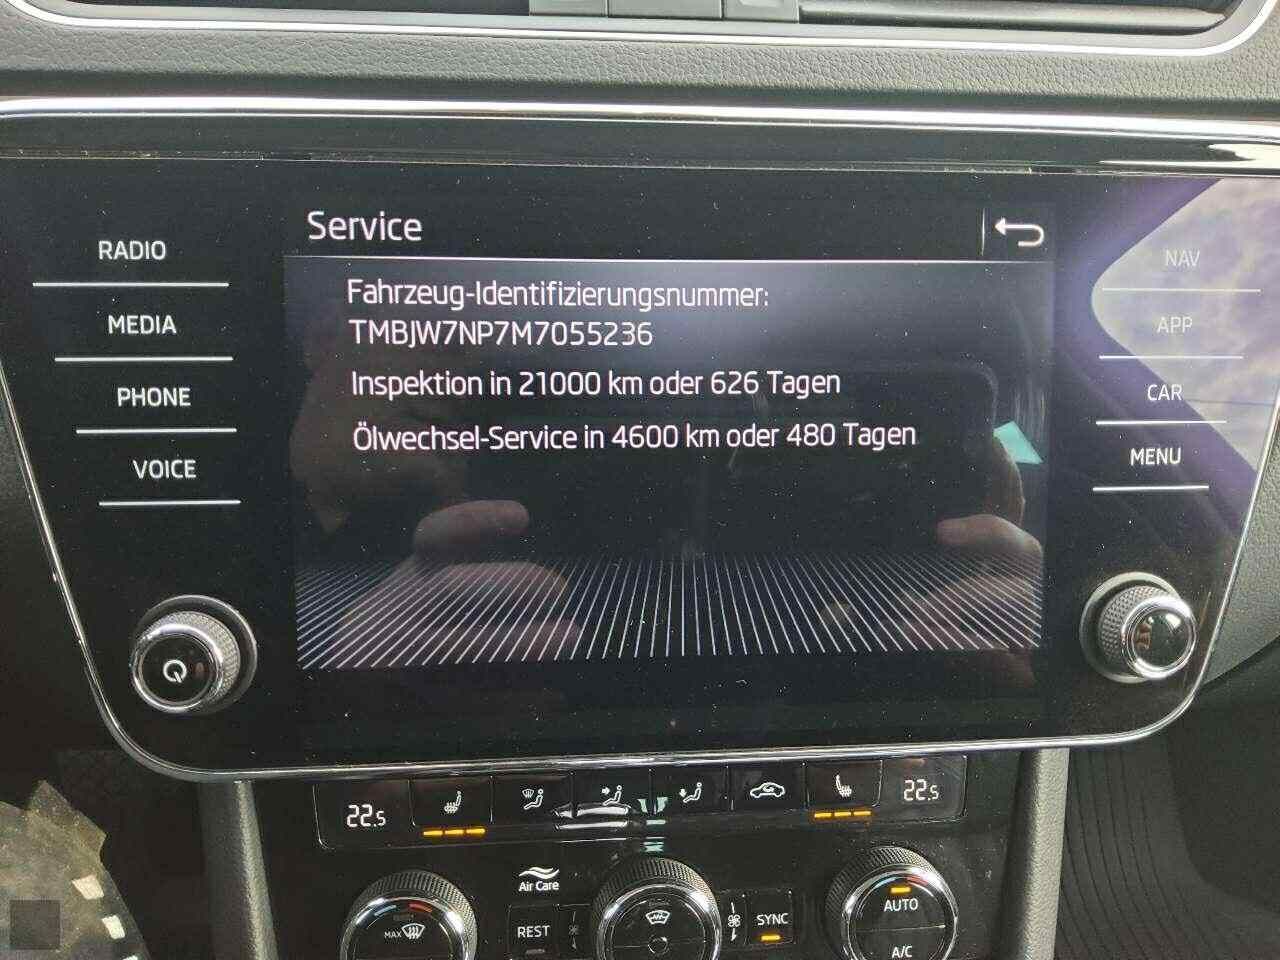 Service
RADIO
MEDIA
PHONE
VOICE
Fahrzeug-Identifizierungsnummer:
TMBJW7NP7M7055236
Inspektion in 21000 km oder 626 Tagen
Ölwechsel-Service in 4600 km oder 480 Tagen
NAV
APP
CAR
MENU
22.5
22.5
Air Care
MAX
REST
SYNC
AUTO
A/C